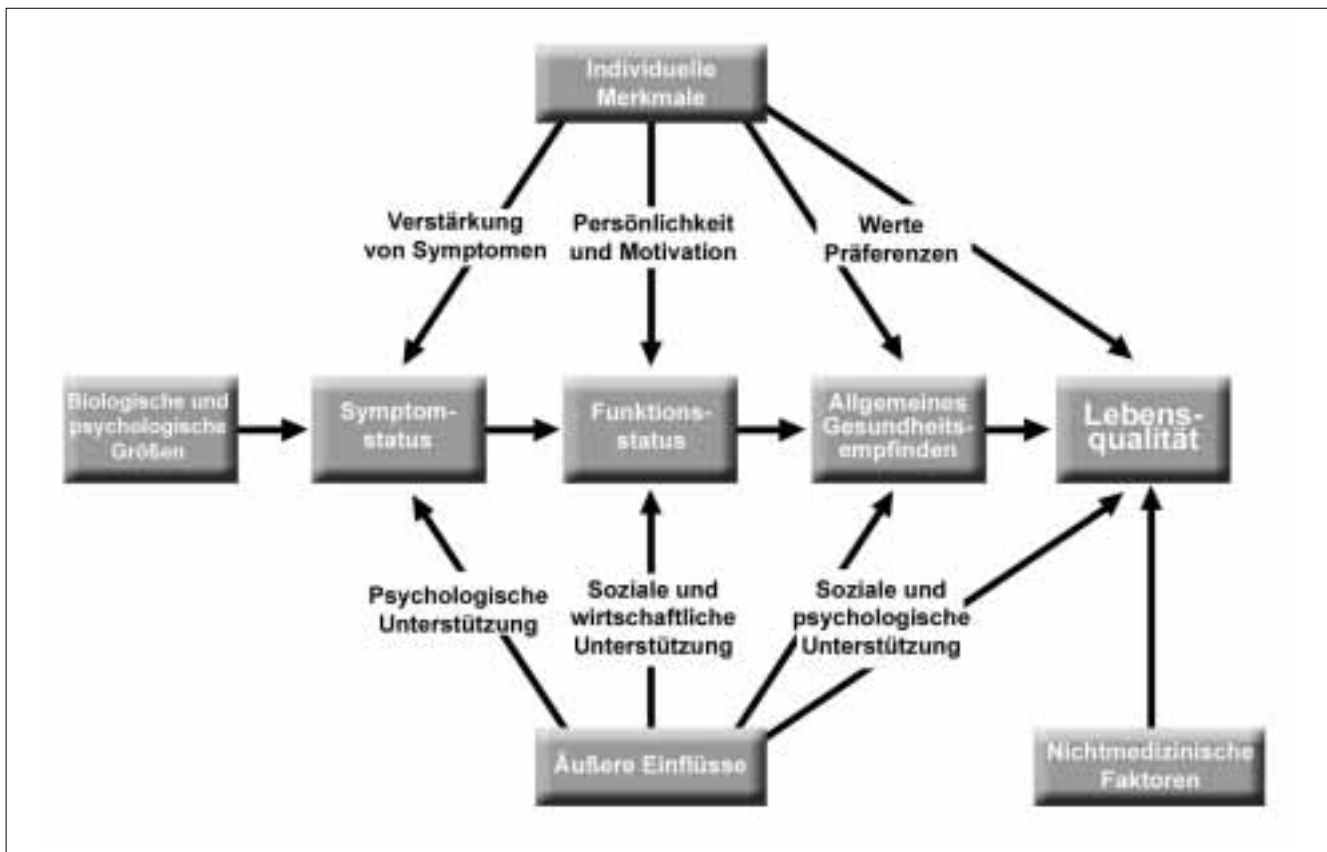 Individuelle
Merkmale
Verstärkung
von Symptomen
Persönlichkeit
und Motivation
Werte
Präferenzen
Biologische und
psychologische
Größen
Symptom-
status
Funktions-
status
Allgemeines
Gesundheits-
empfinden
Lebens-
qualität
Psychologische
Unterstützung
Soziale und
wirtschaftliche
Unterstützung
Soziale und
psychologische
Unterstützung
Äußere Einflüsse
Nichtmedizinische
Faktoren